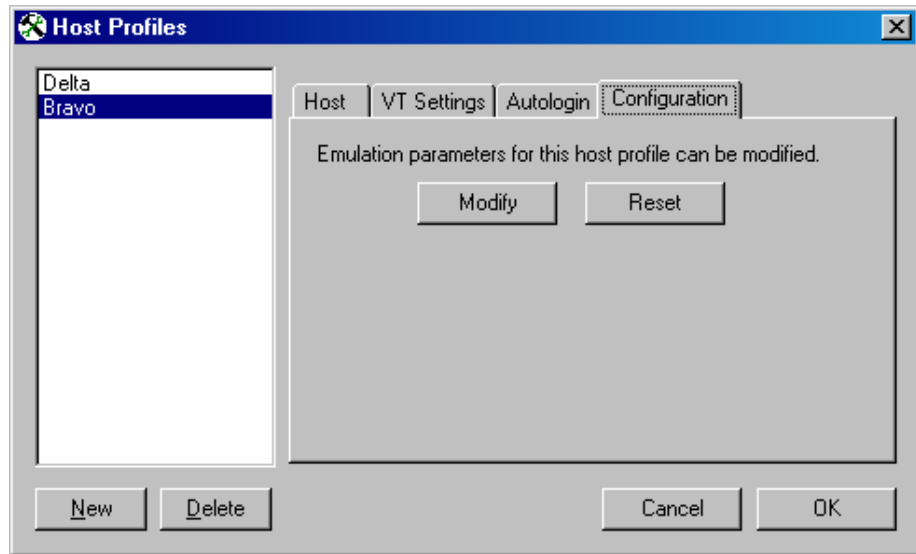 Host Profiles
Delta
Bravo
Host
VT Settings
Autologin
Configuration
Emulation parameters for this host profile can be modified.
Modify
Reset
New
Delete
Cancel
OK